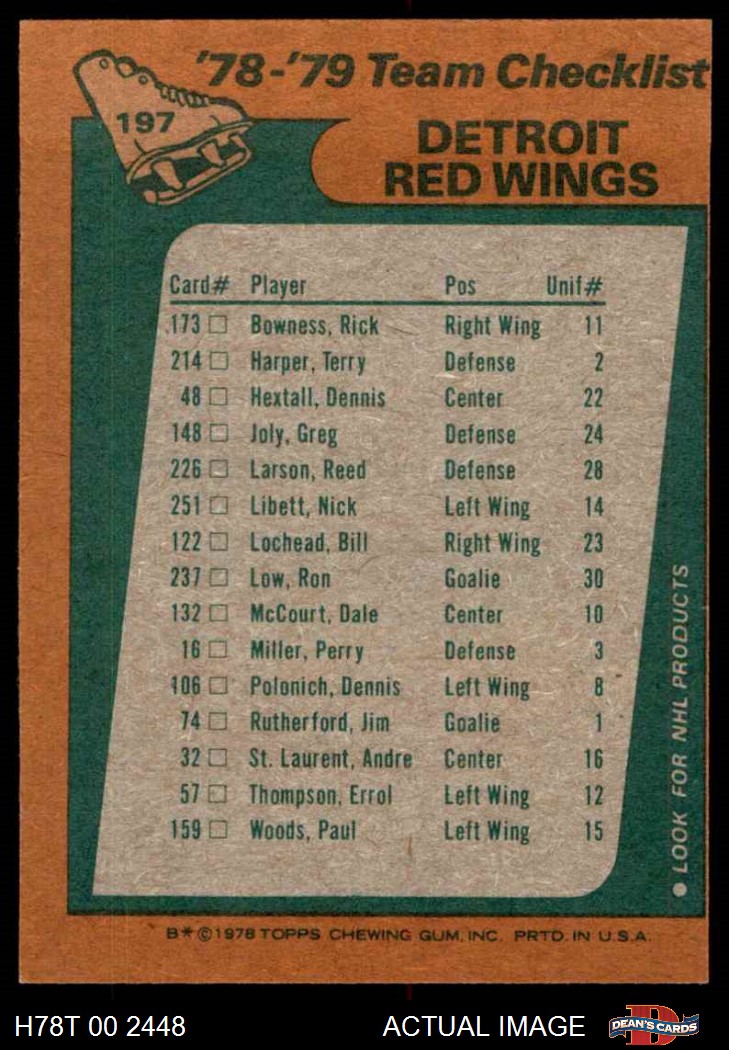 '78-'79 Team Checklist
197
DETROIT
RED WINGS
Card# Player Pos Unif#
173 □ Bowness, Rick Right Wing 11
214 □ Harper, Terry Defense 2
48 □ Hextall, Dennis Center 22
148 □ Joly, Greg Defense 24
226 □ Larson, Reed Defense 28
251 □ Libett, Nick Left Wing 14
122 □ Lochead, Bill Right Wing 23
237 □ Low, Ron Goalie 30
132 □ McCourt, Dale Center 10
16 □ Miller, Perry Defense 3
106 □ Polonich, Dennis Left Wing 8
74 □ Rutherford, Jim Goalie 1
32 □ St. Laurent, Andre Center 16
57 □ Thompson, Errol Left Wing 12
159 □ Woods, Paul Left Wing 15
● LOOK FOR NHL PRODUCTS
B*©1978 TOPPS CHEWING GUM, INC. PRTD. IN U.S.A.
H78T 00 2448 ACTUAL IMAGE
D
DEAN'S CARDS